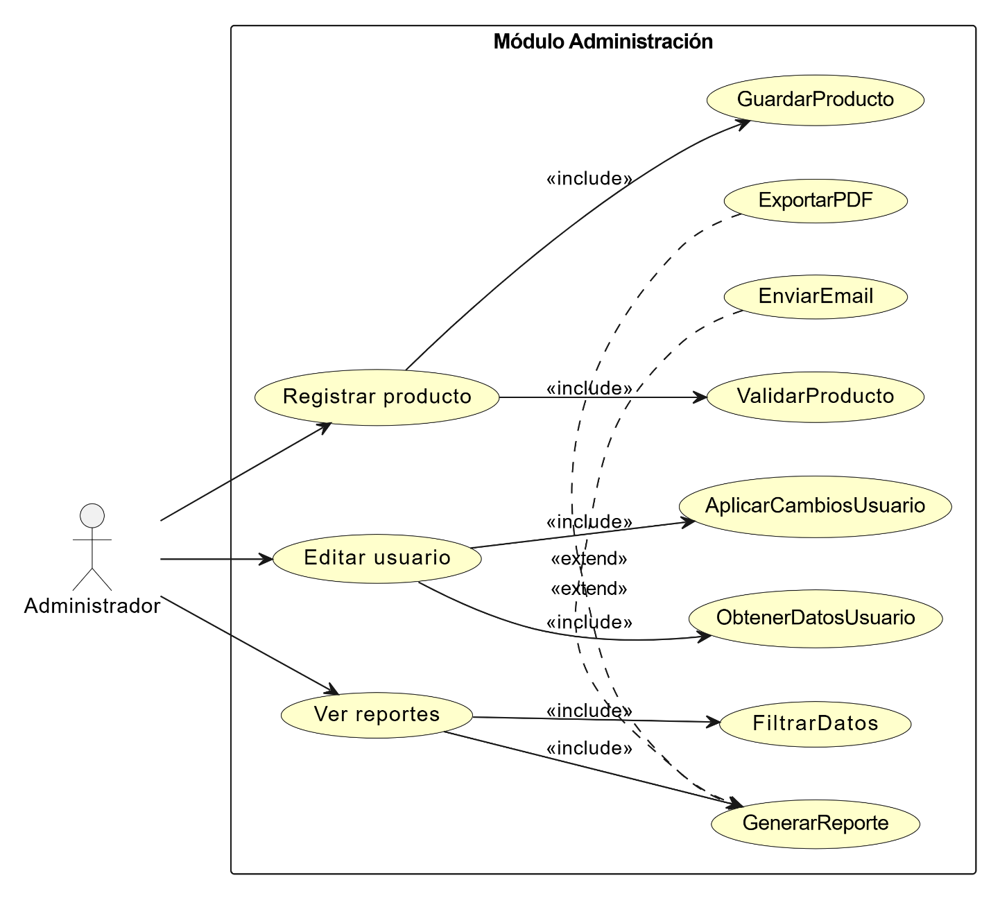 Módulo Administración
GuardarProducto
«include»
ExportarPDF
EnviarEmail
«include»
Registrar producto
ValidarProducto
AplicarCambiosUsuario
«include»
Editar usuario
«extend»
«extend»
Administrador
ObtenerDatosUsuario
«include»
«include»
Ver reportes
FiltrarDatos
«include»
GenerarReporte